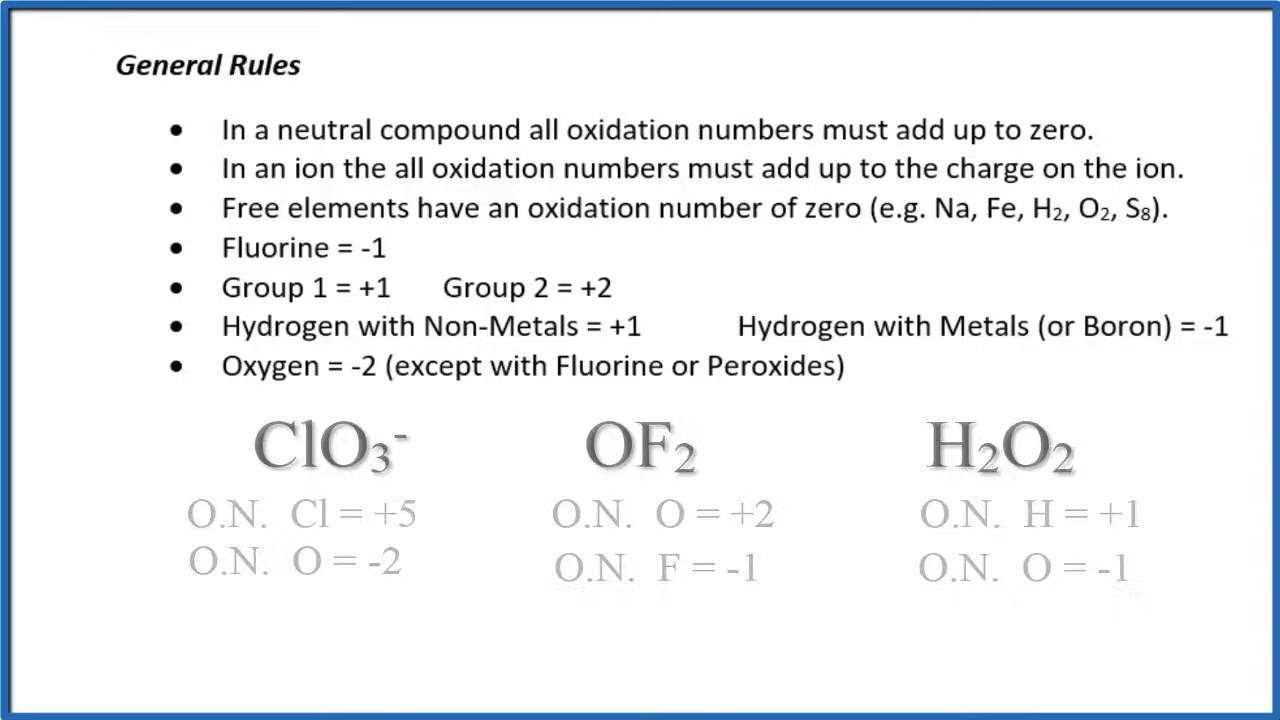 General Rules
• In a neutral compound all oxidation numbers must add up to zero.
• In an ion the all oxidation numbers must add up to the charge on the ion.
• Free elements have an oxidation number of zero (e.g. Na, Fe, H₂, O₂, S₈).
• Fluorine = -1
• Group 1 = +1 Group 2 = +2
• Hydrogen with Non-Metals = +1 Hydrogen with Metals (or Boron) = -1
• Oxygen = -2 (except with Fluorine or Peroxides)
ClO₃⁻ OF₂ H₂O₂
O.N. Cl = +5 O.N. O = +2 O.N. H = +1
O.N. O = -2 O.N. F = -1 O.N. O = -1